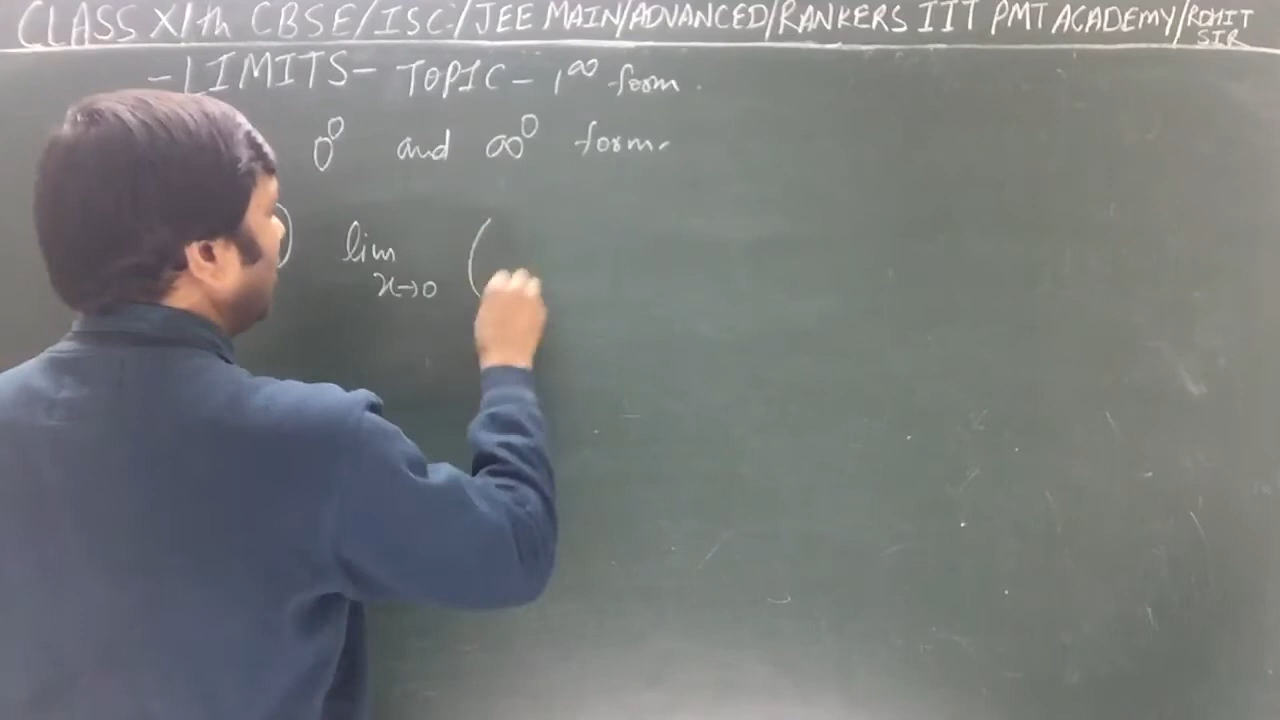 CLASS XIth CBSE/ISC/JEE MAIN/ADVANCED/RANKERS IIT PMT ACADEMY/ROHIT SIR
- LIMITS - TOPIC - 1^∞ form.
0^0 and ∞^0 form.
) lim x→0 (